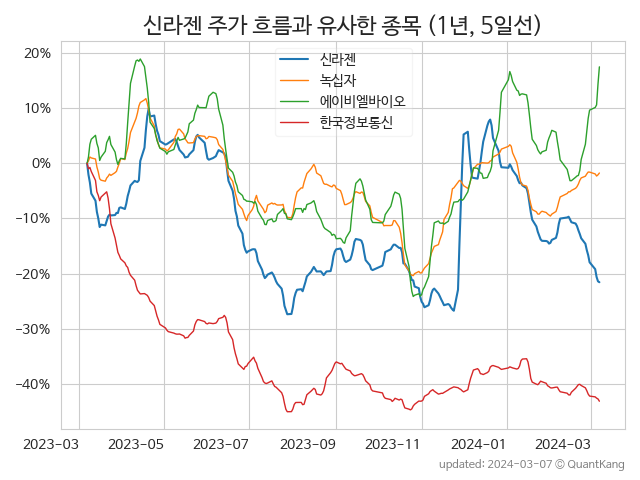 신라젠 주가 흐름과 유사한 종목 (1년, 5일선)
신라젠
녹십자
에이비엘바이오
한국정보통신
20%
10%
0%
−10%
−20%
−30%
−40%
2023-03 2023-05 2023-07 2023-09 2023-11 2024-01 2024-03
updated: 2024-03-07 © QuantKang